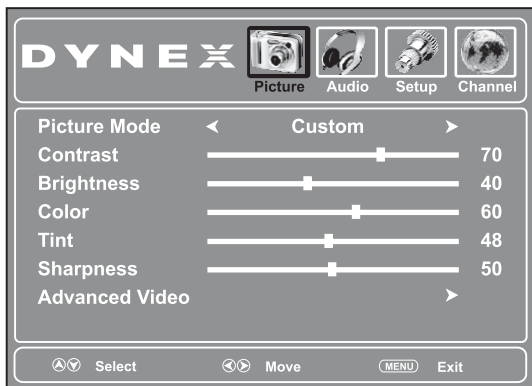 DYNEX
Picture Audio Setup Channel
Picture Mode Custom
Contrast 70
Brightness 40
Color 60
Tint 48
Sharpness 50
Advanced Video
Select Move MENU Exit